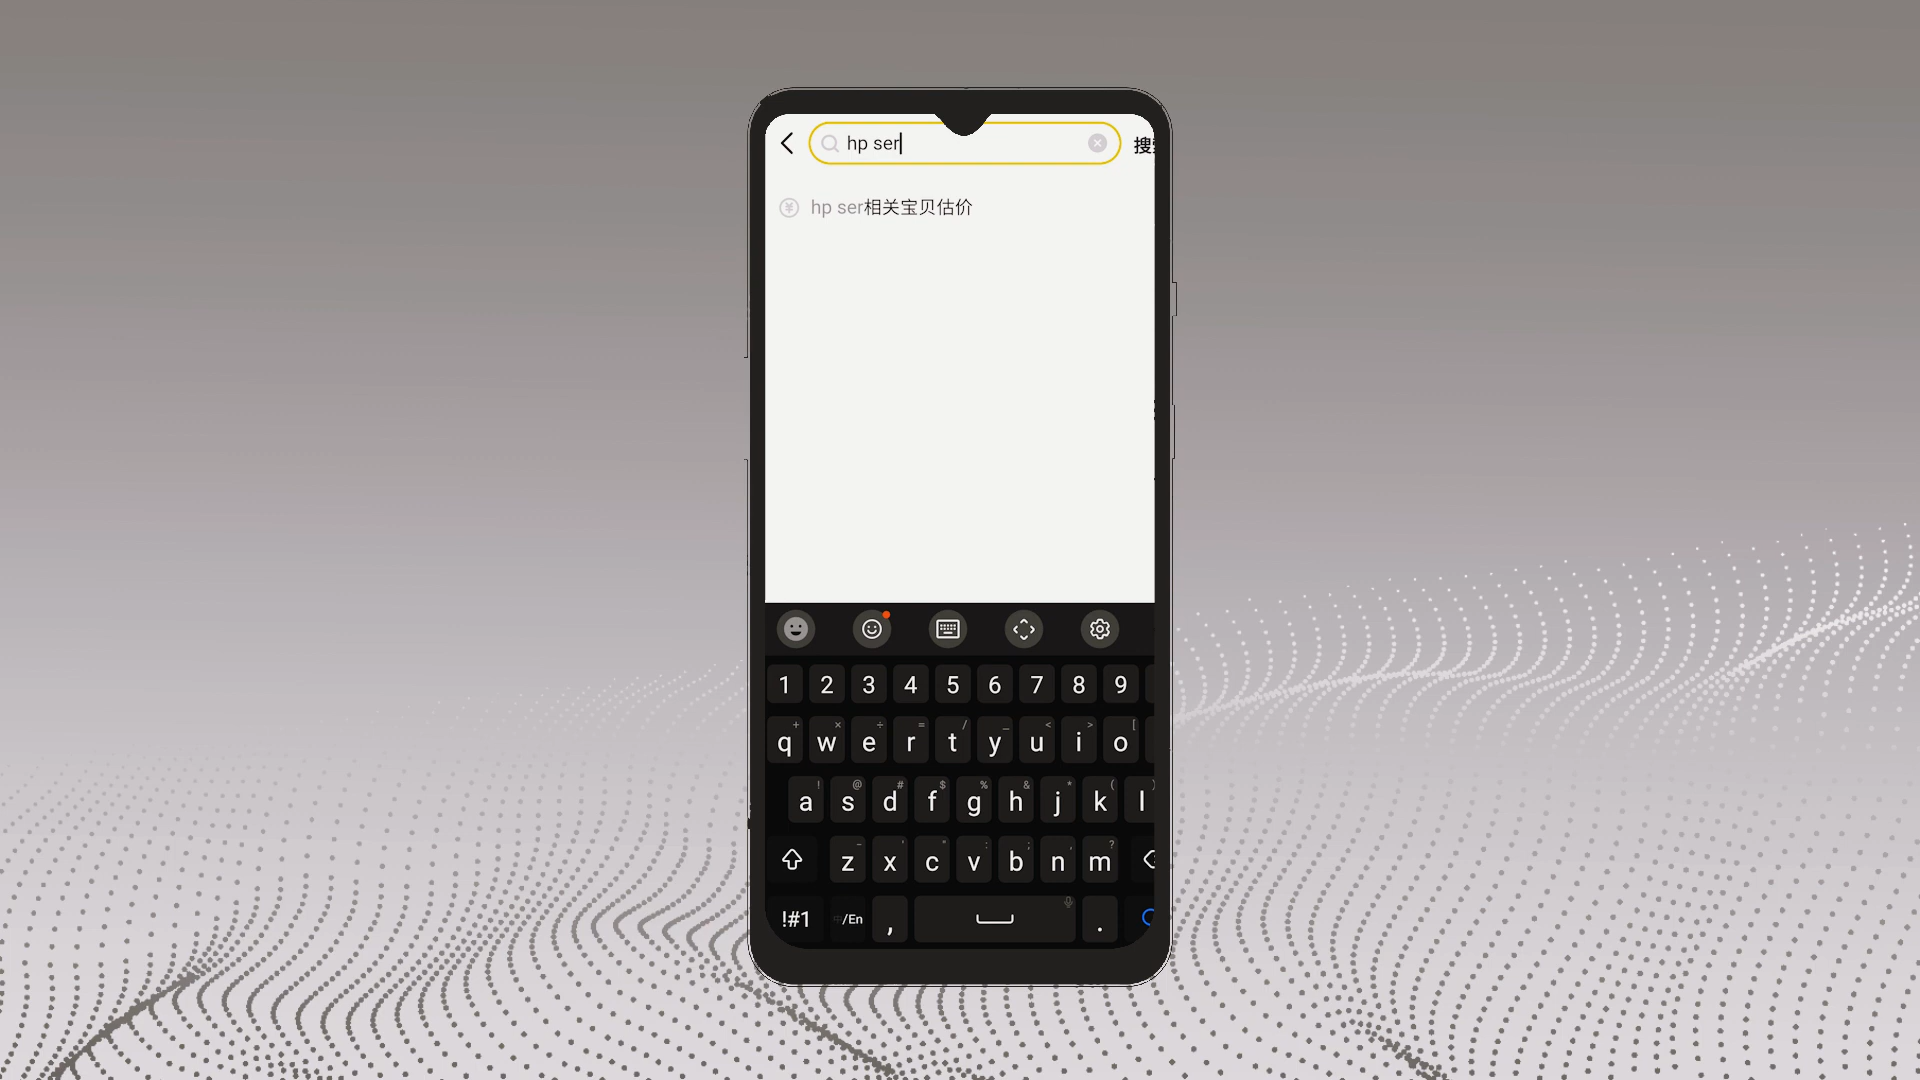 hp ser
搜
hp ser相关宝贝估价
1 2 3 4 5 6 7 8 9
q w e r t y u i o
a s d f g h j k l
z x c v b n m
!#1 /En , .